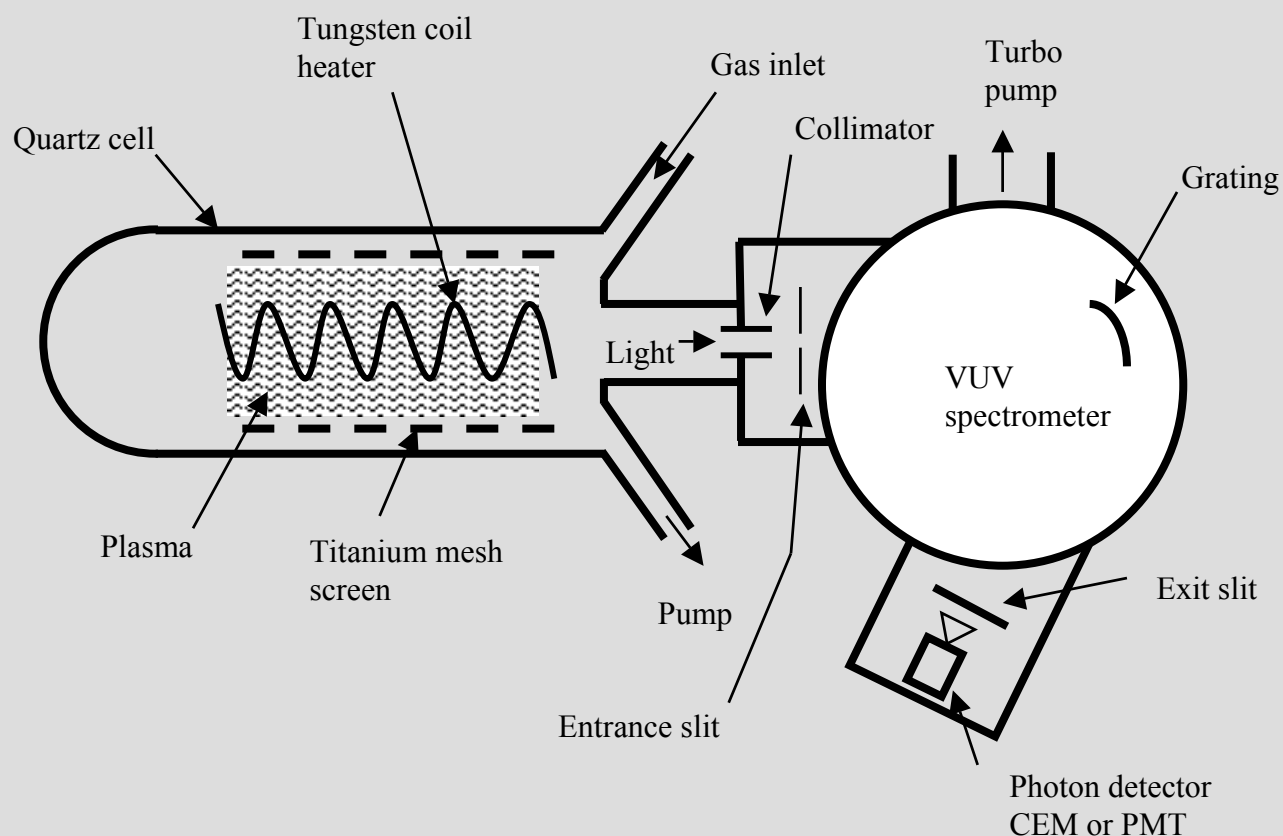 Tungsten coil
heater
Gas inlet
Turbo
pump
Quartz cell
Collimator
Grating
Light
VUV
spectrometer
Plasma
Titanium mesh
screen
Pump
Exit slit
Entrance slit
Photon detector
CEM or PMT